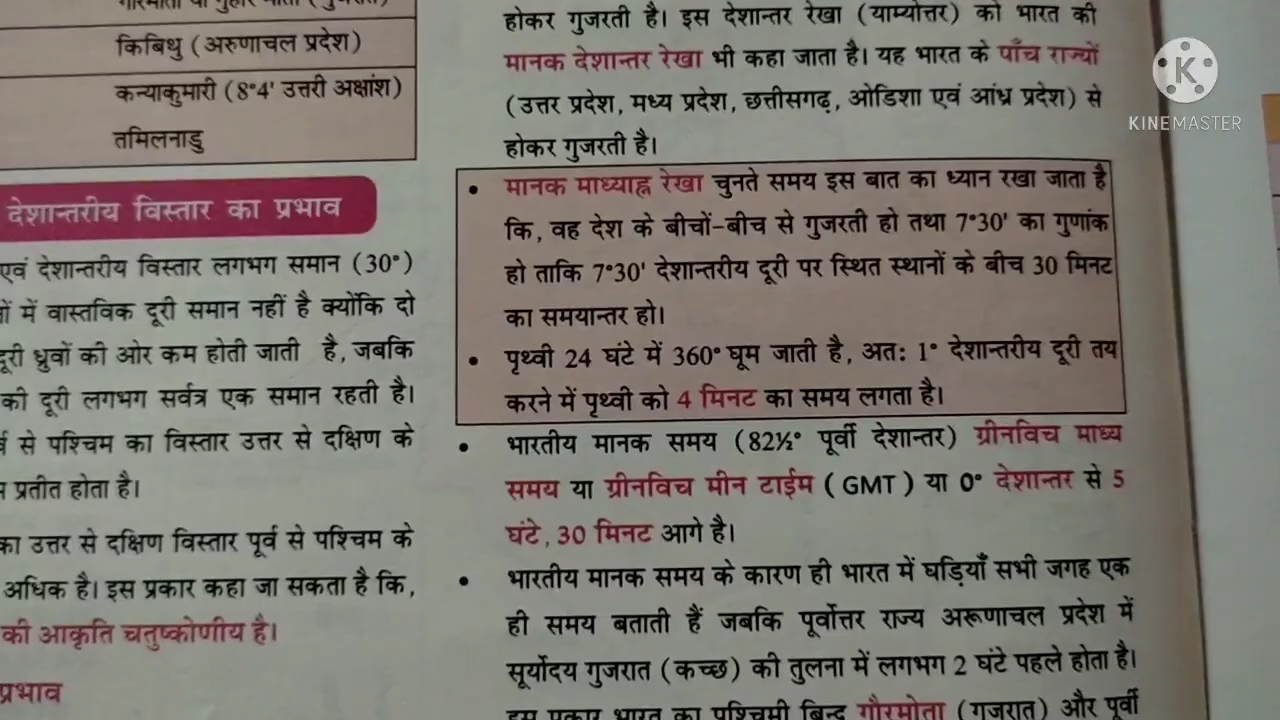 किबिथु (अरुणाचल प्रदेश)
कन्याकुमारी (8°4' उत्तरी अक्षांश)
तमिलनाडु
देशान्तरीय विस्तार का प्रभाव
एवं देशान्तरीय विस्तार लगभग समान (30°)
में वास्तविक दूरी समान नहीं है क्योंकि दो
दूरी ध्रुवों की ओर कम होती जाती है, जबकि
की दूरी लगभग सर्वत्र एक समान रहती है।
से पश्चिम का विस्तार उत्तर से दक्षिण के
प्रतीत होता है।
का उत्तर से दक्षिण विस्तार पूर्व से पश्चिम के
अधिक है। इस प्रकार कहा जा सकता है कि,
की आकृति चतुष्कोणीय है।
प्रभाव
होकर गुजरती है। इस देशान्तर रेखा (याम्योत्तर) को भारत की
मानक देशान्तर रेखा भी कहा जाता है। यह भारत के पाँच राज्यों
(उत्तर प्रदेश, मध्य प्रदेश, छत्तीसगढ़, ओडिशा एवं आंध्र प्रदेश) से
होकर गुजरती है।
• मानक माध्याह्न रेखा चुनते समय इस बात का ध्यान रखा जाता है
कि, वह देश के बीचों-बीच से गुजरती हो तथा 7°30' का गुणांक
हो ताकि 7°30' देशान्तरीय दूरी पर स्थित स्थानों के बीच 30 मिनट
का समयान्तर हो।
• पृथ्वी 24 घंटे में 360° घूम जाती है, अतः 1° देशान्तरीय दूरी तय
करने में पृथ्वी को 4 मिनट का समय लगता है।
• भारतीय मानक समय (82½° पूर्वी देशान्तर) ग्रीनविच माध्य
समय या ग्रीनविच मीन टाईम (GMT) या 0° देशान्तर से 5
घंटे, 30 मिनट आगे है।
• भारतीय मानक समय के कारण ही भारत में घड़ियाँ सभी जगह एक
ही समय बताती हैं जबकि पूर्वोत्तर राज्य अरूणाचल प्रदेश में
सूर्योदय गुजरात (कच्छ) की तुलना में लगभग 2 घंटे पहले होता है।
इस प्रकार भारत का पश्चिमी बिन्दु गौरमोता (गुजरात) और पूर्वी
KINEMASTER